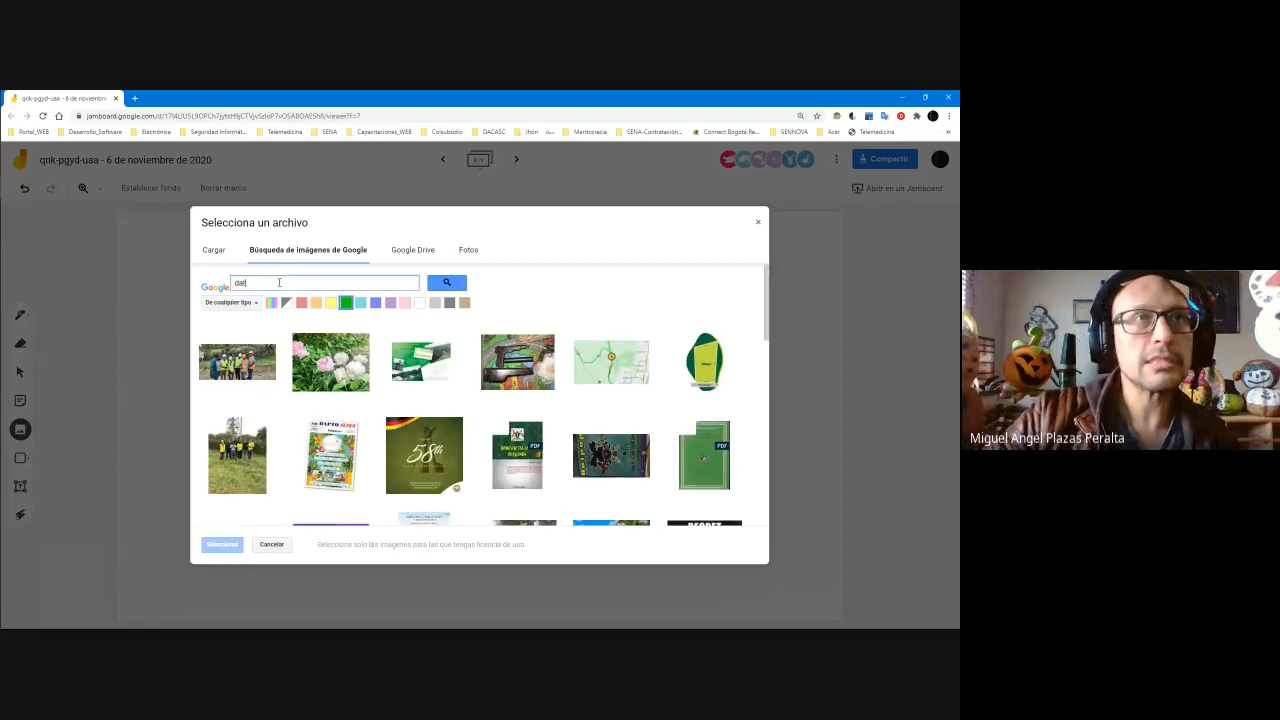 qnk-pgyd-uaa - 6 de noviembre
jamboard.google.com/d/17l4UU5L9OPCh7jytsH9jCTVjvSzloP7vOSABOAESh8/viewer?f=7
Portal_WEB
Desarrollo_Software
Electrónica
Seguridad Informát...
Telemedicina
SENA
Capacitaciónes_WEB
Colsubsidio
DACASC
Jhon
Meritocracia
SENA-Contratación...
Connect Bogotá Re...
SENNOVA
Acer
Telemedicina
qnk-pgyd-uaa - 6 de noviembre de 2020
Compartir
Establecer fondo
Borrar marco
Abrir en un Jamboard
Selecciona un archivo
Cargar
Búsqueda de imágenes de Google
Google Drive
Fotos
Google
dat
De cualquier tipo
58th
PDF
PDF
Seleccionar
Cancelar
Selecciona solo las imágenes para las que tengas licencia de uso.
Miguel Angel Plazas Peralta